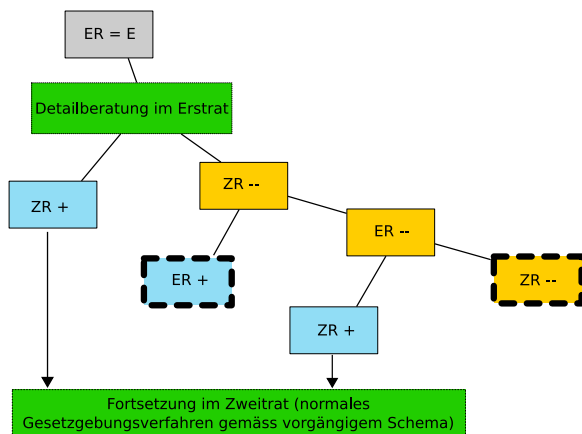 ER = E
Detailberatung im Erstrat
ZR +
ZR --
ER --
ER +
ZR --
ZR +
Fortsetzung im Zweitrat (normales
Gesetzgebungsverfahren gemäss vorgängigem Schema)